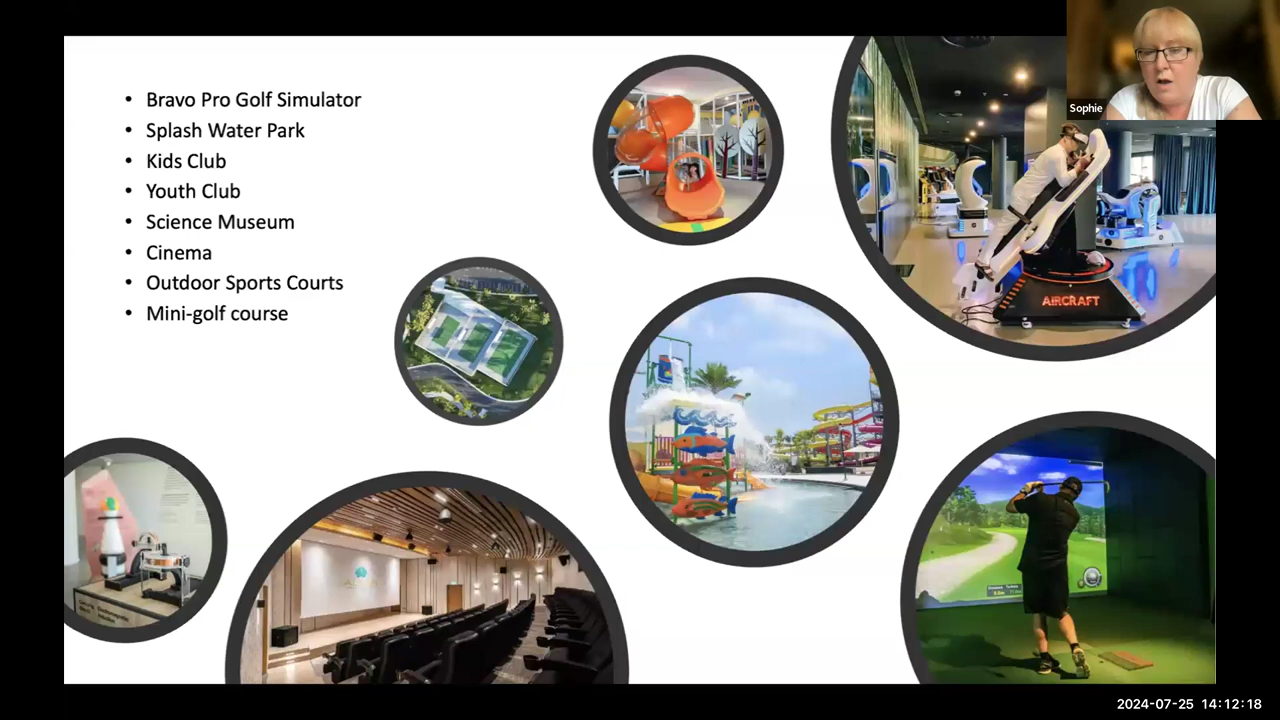 • Bravo Pro Golf Simulator
• Splash Water Park
• Kids Club
• Youth Club
• Science Museum
• Cinema
• Outdoor Sports Courts
• Mini-golf course
Sophie
AIRCRAFT
2024-07-25 14:12:18